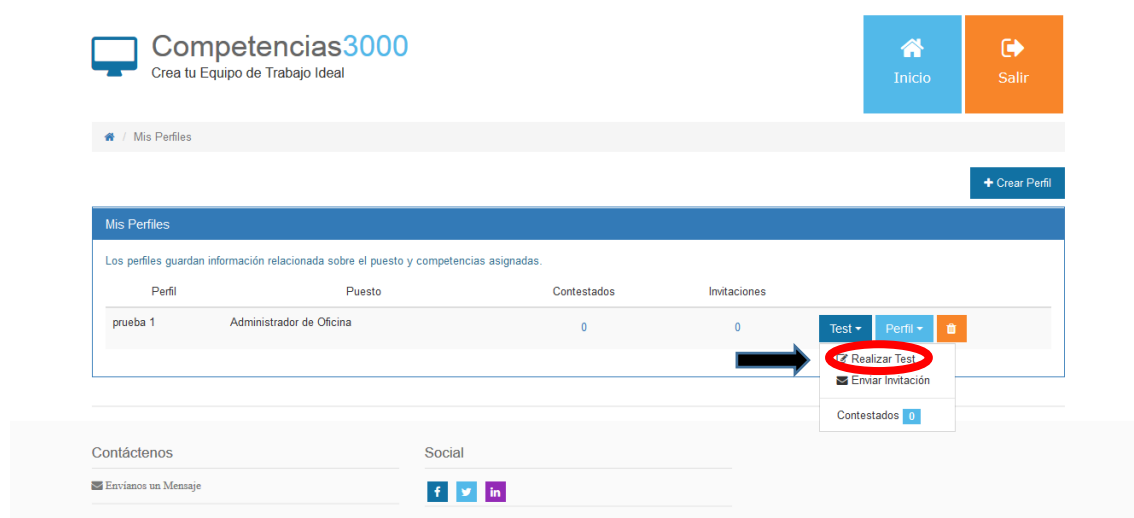 Competencias3000
Crea tu Equipo de Trabajo Ideal
Inicio
Salir
/ Mis Perfiles
+ Crear Perfil
Mis Perfiles
Los perfiles guardan información relacionada sobre el puesto y competencias asignadas.
Perfil Puesto Contestados Invitaciones
prueba 1 Administrador de Oficina 0 0 Test Perfil
Realizar Test
Enviar Invitación
Contestados 0
Contáctenos Social
Envíanos un Mensaje